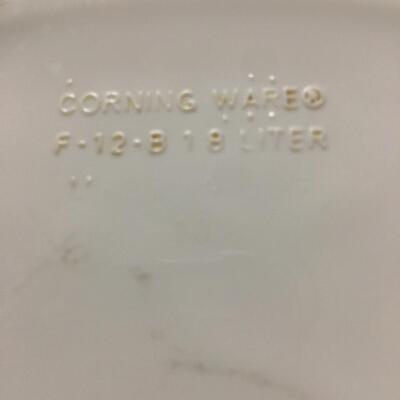 CORNING WARE®
F-12-B 1 8 LITER